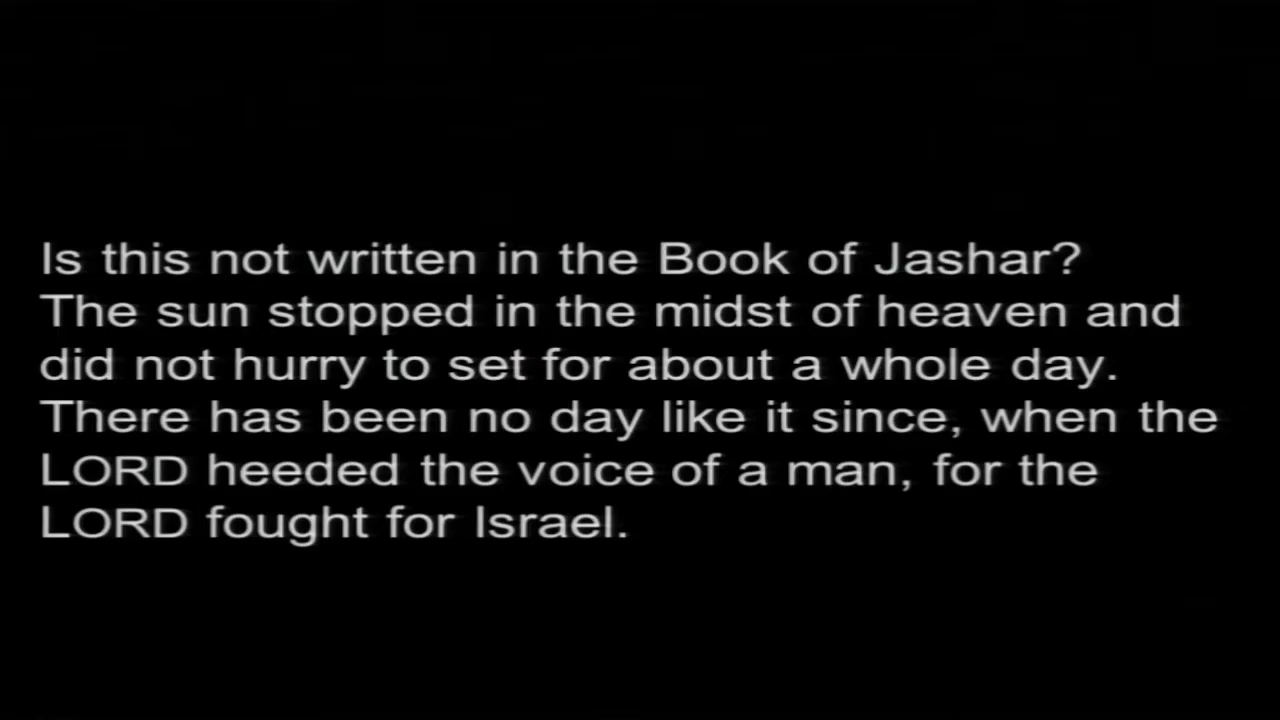 Is this not written in the Book of Jashar?
The sun stopped in the midst of heaven and
did not hurry to set for about a whole day.
There has been no day like it since, when the
LORD heeded the voice of a man, for the
LORD fought for Israel.